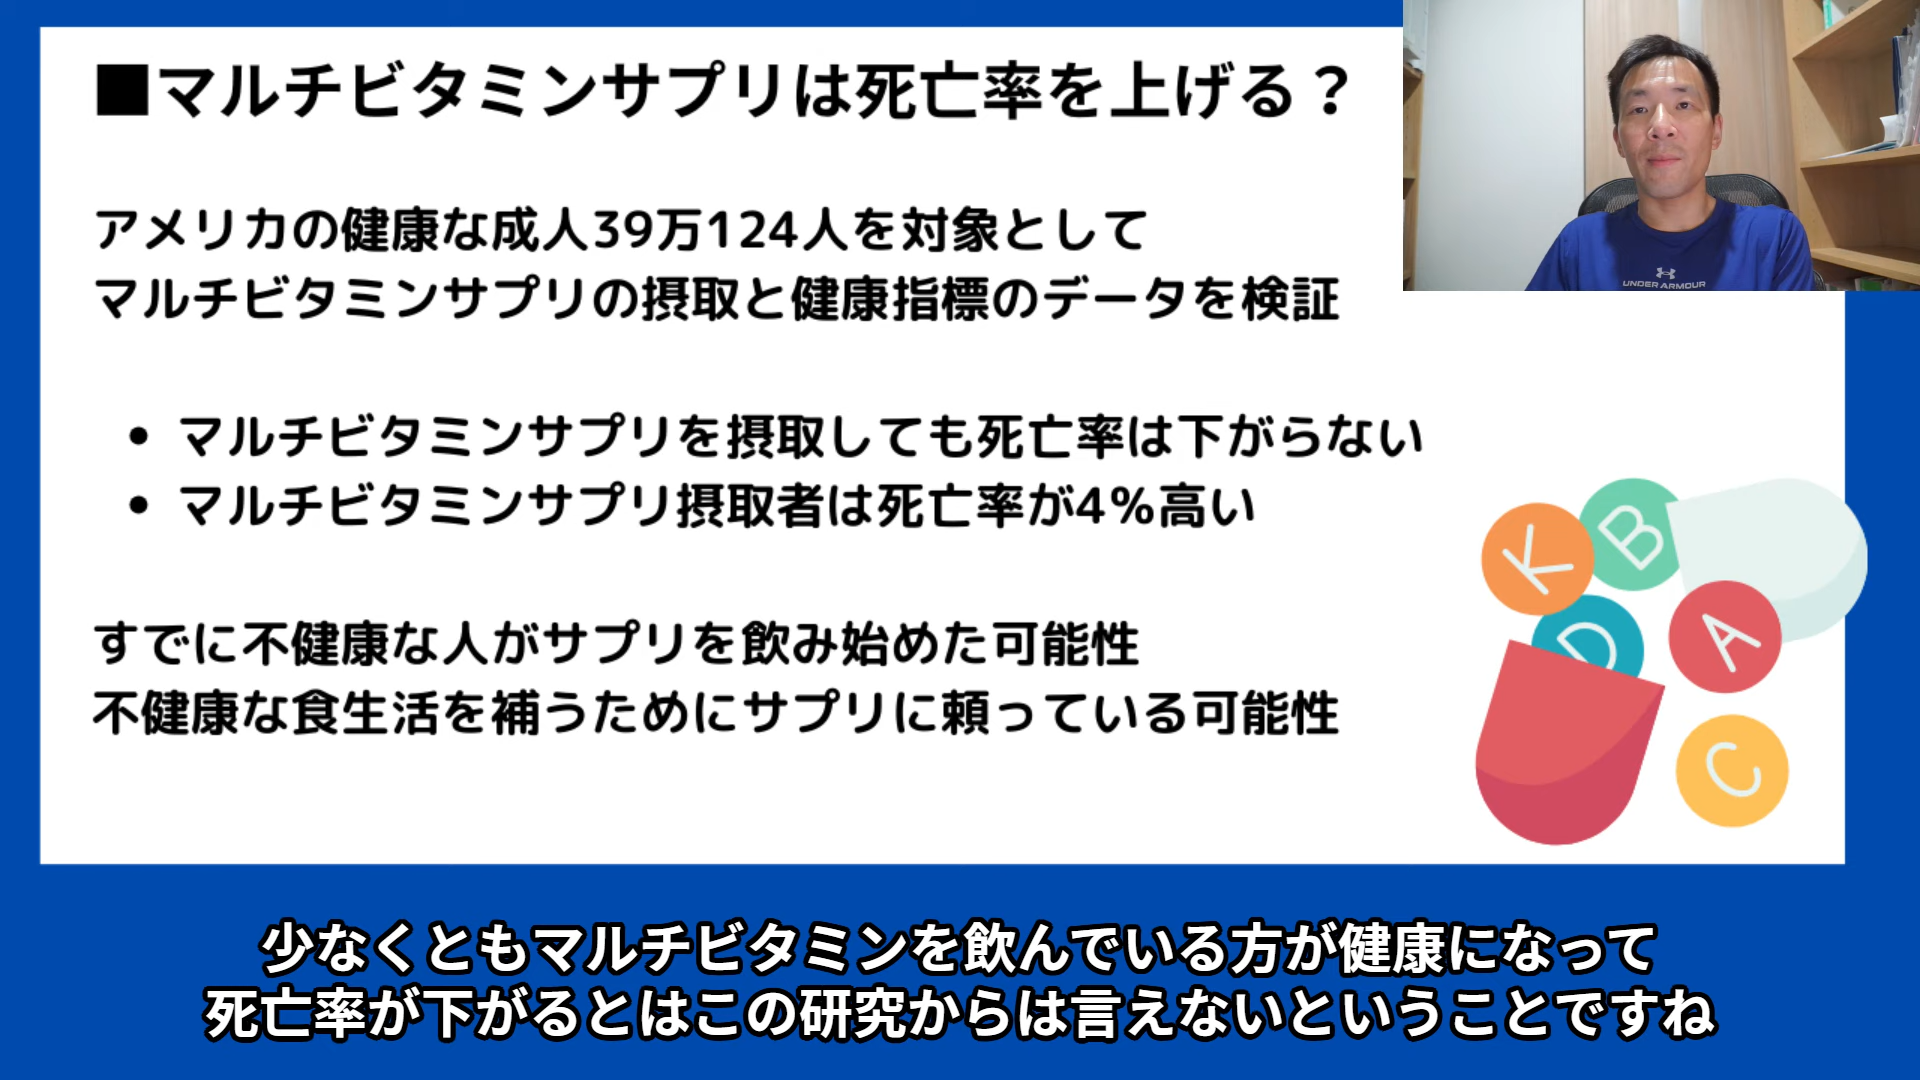 ■マルチビタミンサプリは死亡率を上げる？
アメリカの健康な成人39万124人を対象として
マルチビタミンサプリの摂取と健康指標のデータを検証
• マルチビタミンサプリを摂取しても死亡率は下がらない
• マルチビタミンサプリ摂取者は死亡率が4%高い
すでに不健康な人がサプリを飲み始めた可能性
不健康な食生活を補うためにサプリに頼っている可能性
UNDER ARMOUR
K
B
D
A
C
少なくともマルチビタミンを飲んでいる方が健康になって
死亡率が下がるとはこの研究からは言えないということですね